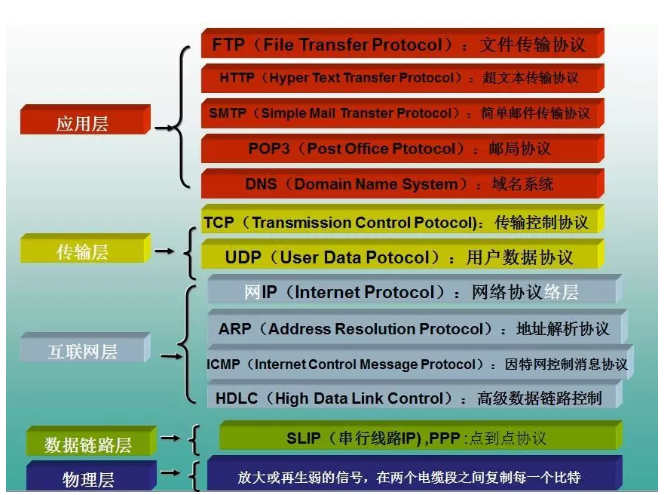 应用层
FTP（File Transfer Protocol）：文件传输协议
HTTP（Hyper Text Transfer Protocol）：超文本传输协议
SMTP（Simple Mail Transter Protocol）：简单邮件传输协议
POP3（Post Office Ptotocol）：邮局协议
DNS（Domain Name System）：域名系统
传输层
TCP（Transmission Control Potocol)：传输控制协议
UDP（User Data Potocol）：用户数据协议
互联网层
网IP（Internet Protocol）：网络协议络层
ARP（Address Resolution Protocol）：地址解析协议
ICMP（Internet Control Message Protocol）：因特网控制消息协议
HDLC（High Data Link Control）：高级数据链路控制
数据链路层
SLIP（串行线路IP) ,PPP :点到点协议
物理层
放大或再生弱的信号，在两个电缆段之间复制每一个比特